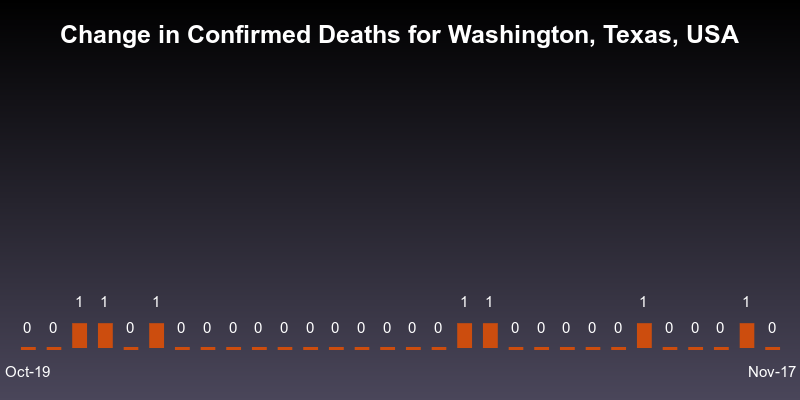 Change in Confirmed Deaths for Washington, Texas, USA
1 1 1 1 1 1 1
0 0 0 0 0 0 0 0 0 0 0 0 0 0 0 0 0 0 0 0 0 0 0
Oct-19 Nov-17